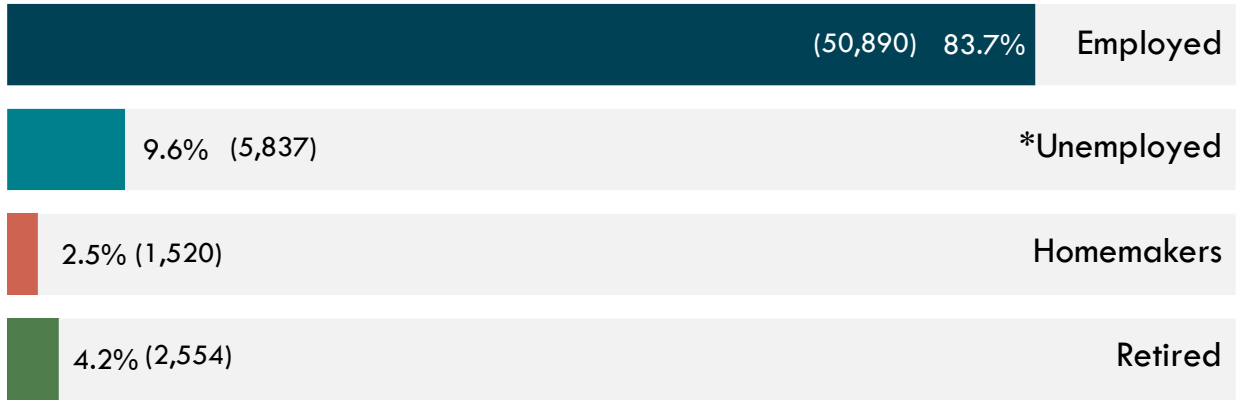 (50,890) 83.7% Employed
9.6% (5,837) *Unemployed
2.5% (1,520) Homemakers
4.2% (2,554) Retired